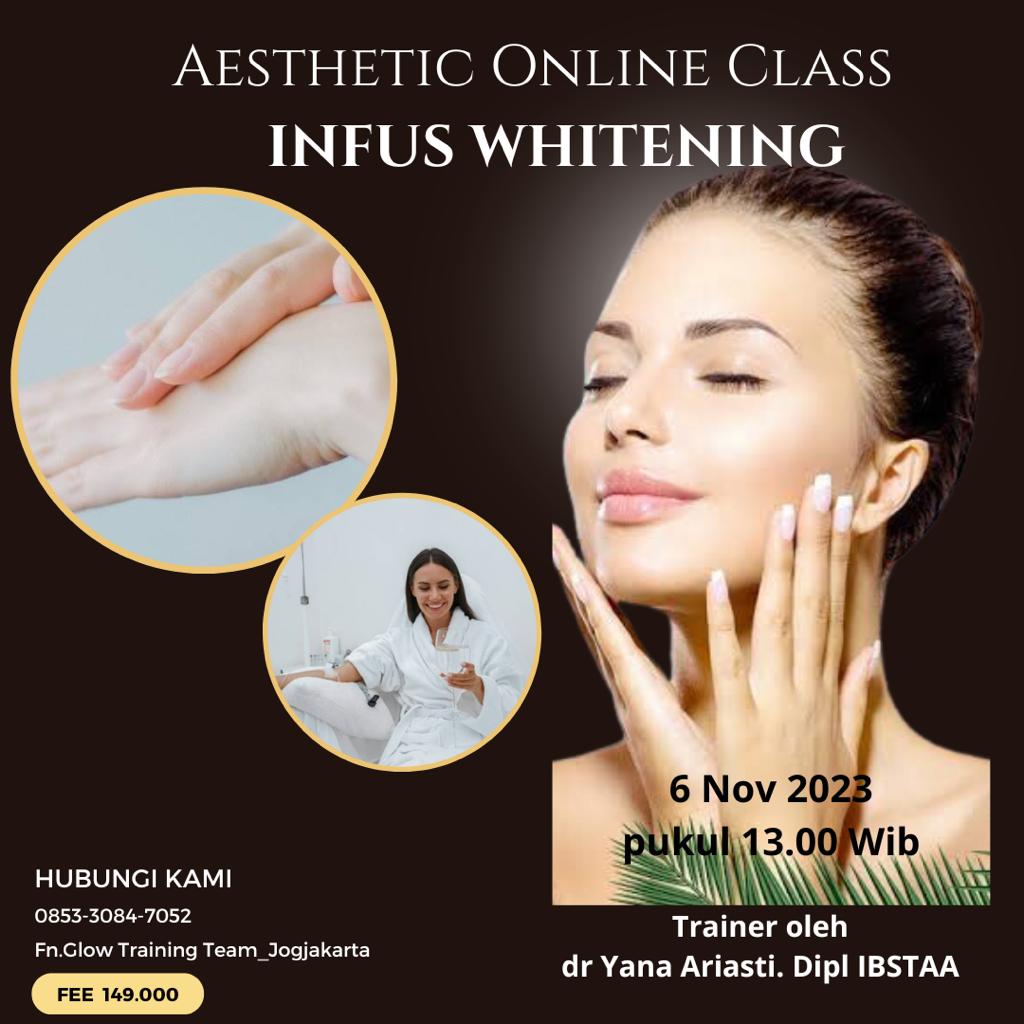 AESTHETIC ONLINE CLASS
INFUS WHITENING
6 Nov 2023
pukul 13.00 Wib
HUBUNGI KAMI
0853-3084-7052
Fn.Glow Training Team_Jogjakarta
FEE 149.000
Trainer oleh
dr Yana Ariasti. Dipl IBSTAA